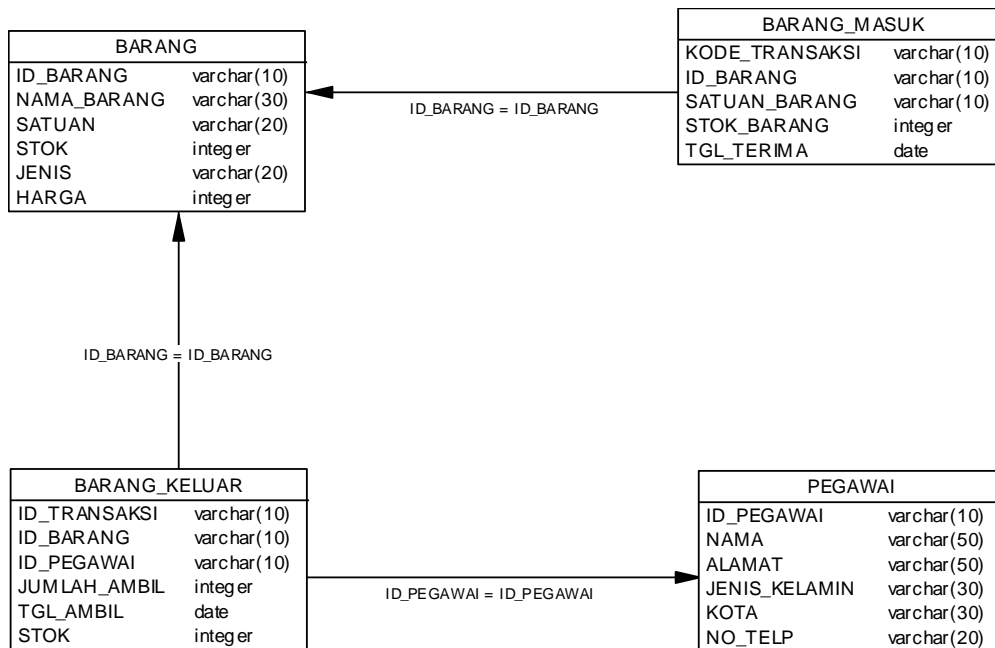 BARANG
ID_BARANG varchar(10)
NAMA_BARANG varchar(30)
SATUAN varchar(20)
STOK integer
JENIS varchar(20)
HARGA integer
ID_BARANG = ID_BARANG
BARANG_MASUK
KODE_TRANSAKSI varchar(10)
ID_BARANG varchar(10)
SATUAN_BARANG varchar(10)
STOK_BARANG integer
TGL_TERIMA date
ID_BARANG = ID_BARANG
BARANG_KELUAR
ID_TRANSAKSI varchar(10)
ID_BARANG varchar(10)
ID_PEGAWAI varchar(10)
JUMLAH_AMBIL integer
TGL_AMBIL date
STOK integer
ID_PEGAWAI = ID_PEGAWAI
PEGAWAI
ID_PEGAWAI varchar(10)
NAMA varchar(50)
ALAMAT varchar(50)
JENIS_KELAMIN varchar(30)
KOTA varchar(30)
NO_TELP varchar(20)